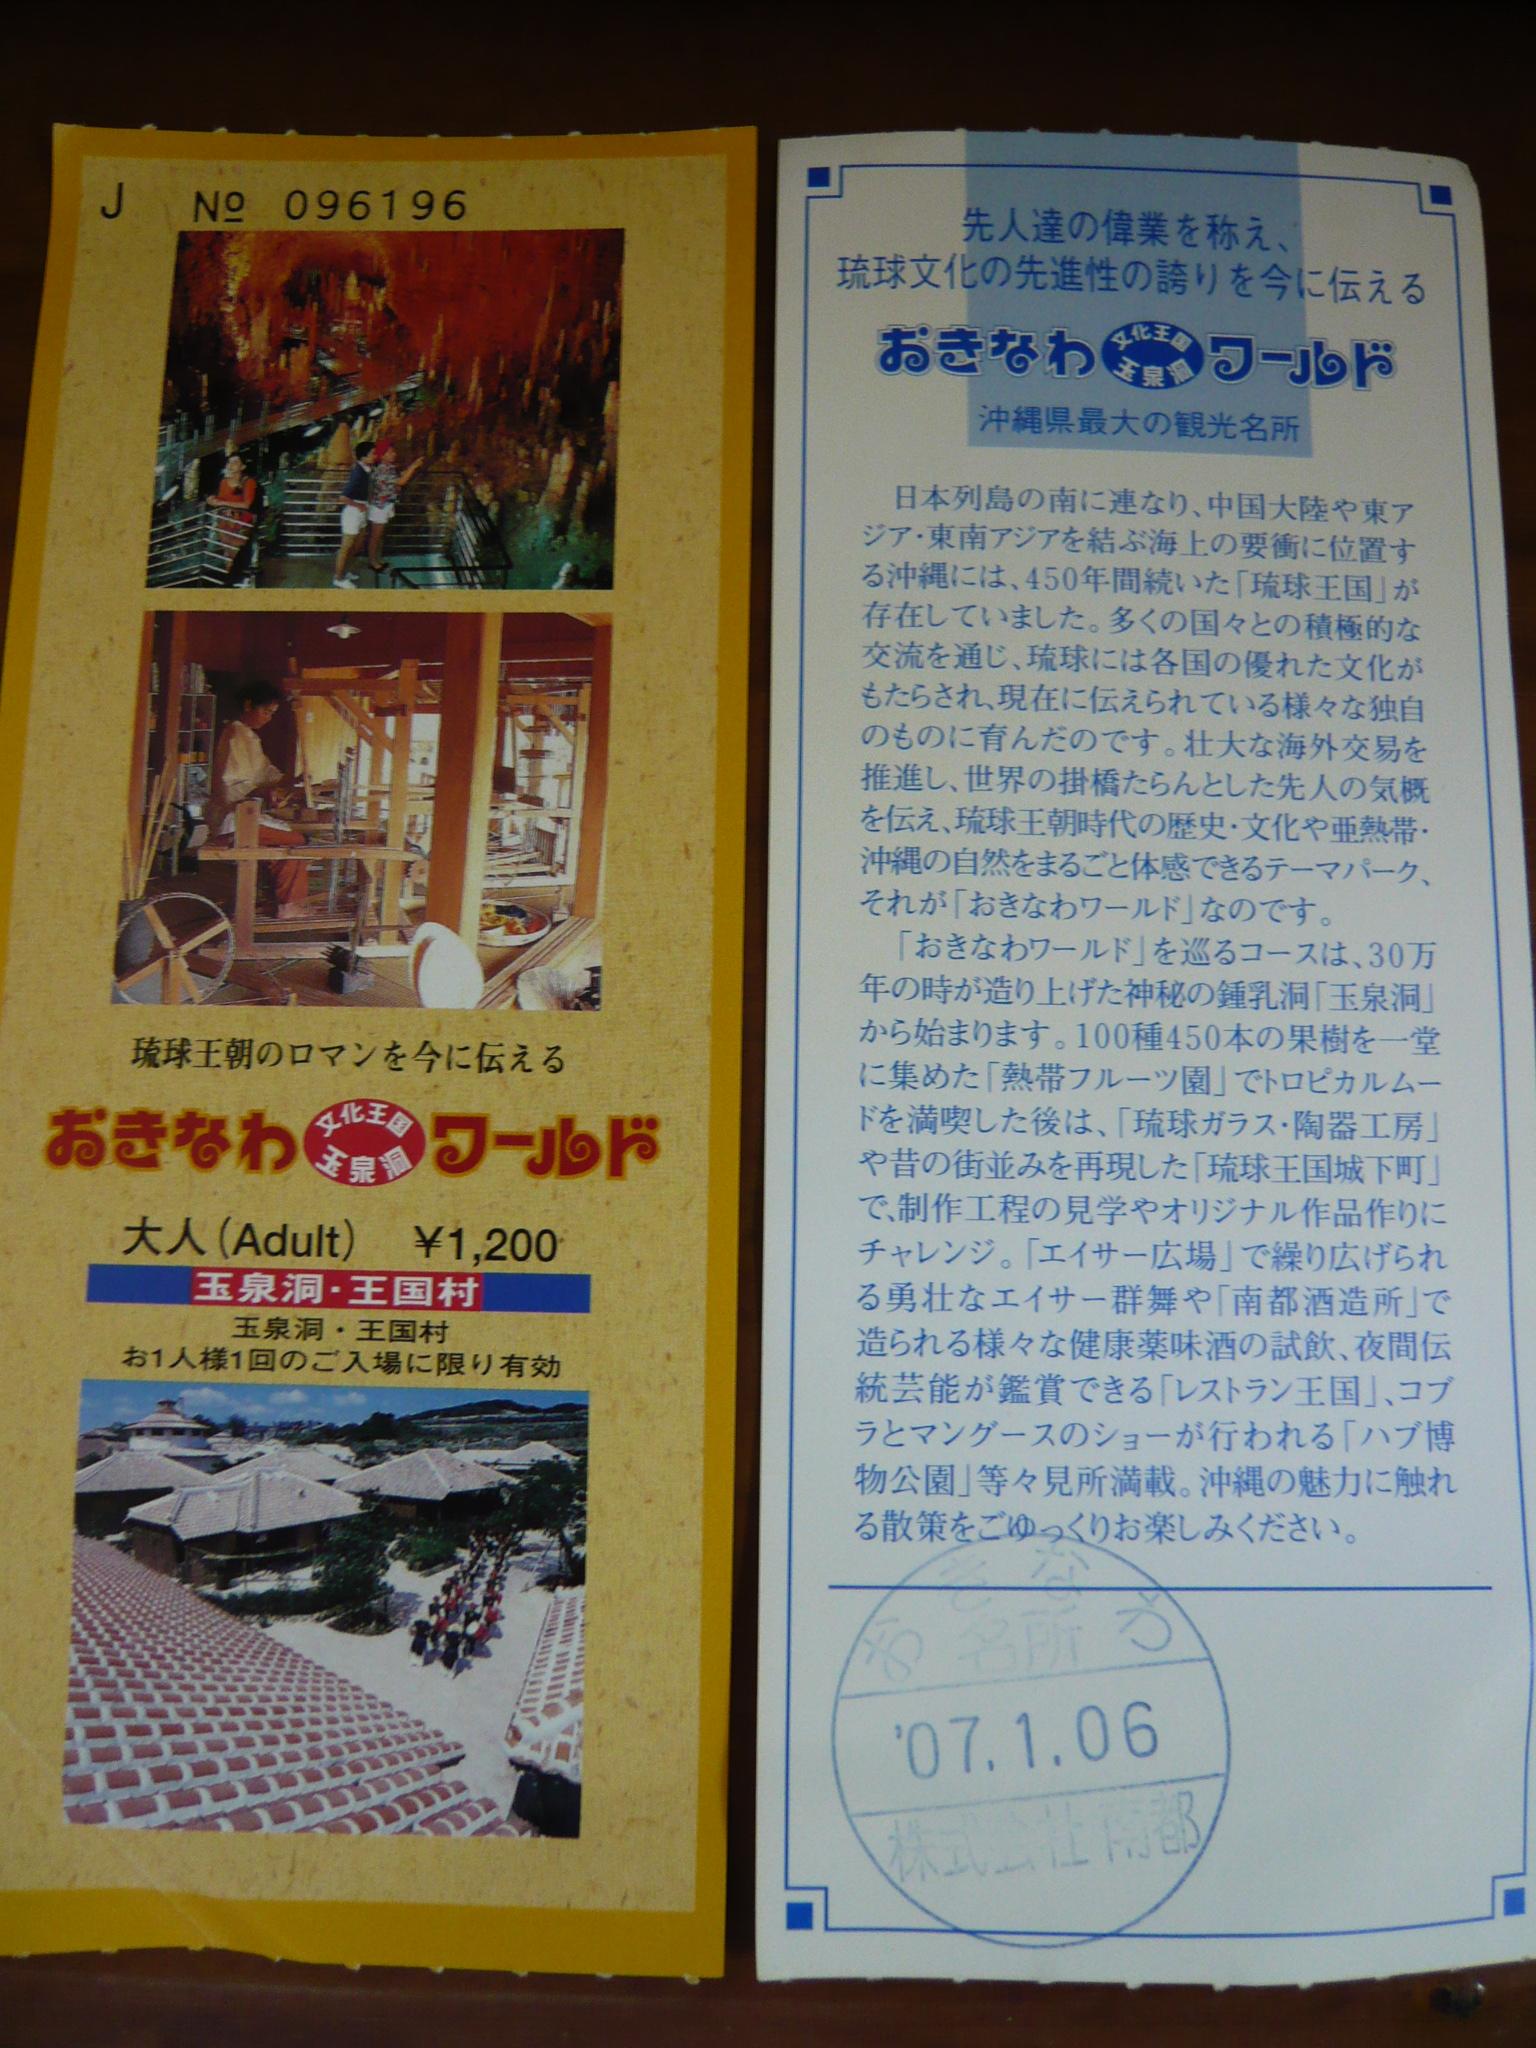 J № 096196
琉球王朝のロマンを今に伝える
おきなわ 文化王国 玉泉洞 ワールド
大人(Adult) ¥1,200
玉泉洞・王国村
玉泉洞・王国村
お1人様1回のご入場に限り有効
先人達の偉業を称え、
琉球文化の先進性の誇りを今に伝える
おきなわ 文化王国 玉泉洞 ワールド
沖縄県最大の観光名所
日本列島の南に連なり、中国大陸や東ア
ジア・東南アジアを結ぶ海上の要衝に位置す
る沖縄には、450年間続いた「琉球王国」が
存在していました。多くの国々との積極的な
交流を通じ、琉球には各国の優れた文化が
もたらされ、現在に伝えられている様々な独自
のものに育んだのです。壮大な海外交易を
推進し、世界の掛橋たらんとした先人の気概
を伝え、琉球王朝時代の歴史・文化や亜熱帯・
沖縄の自然をまるごと体感できるテーマパーク、
それが「おきなわワールド」なのです。
「おきなわワールド」を巡るコースは、30万
年の時が造り上げた神秘の鍾乳洞「玉泉洞」
から始まります。100種450本の果樹を一堂
に集めた「熱帯フルーツ園」でトロピカルムー
ドを満喫した後は、「琉球ガラス・陶器工房」
や昔の街並みを再現した「琉球王国城下町」
で、制作工程の見学やオリジナル作品作りに
チャレンジ。「エイサー広場」で繰り広げられ
る勇壮なエイサー群舞や「南都酒造所」で
造られる様々な健康薬味酒の試飲、夜間伝
統芸能が鑑賞できる「レストラン王国」、コブ
ラとマングースのショーが行われる「ハブ博
物公園」等々見所満載。沖縄の魅力に触れ
る散策をごゆっくりお楽しみください。
おきなわ
名所
'07.1.06
株式会社南都